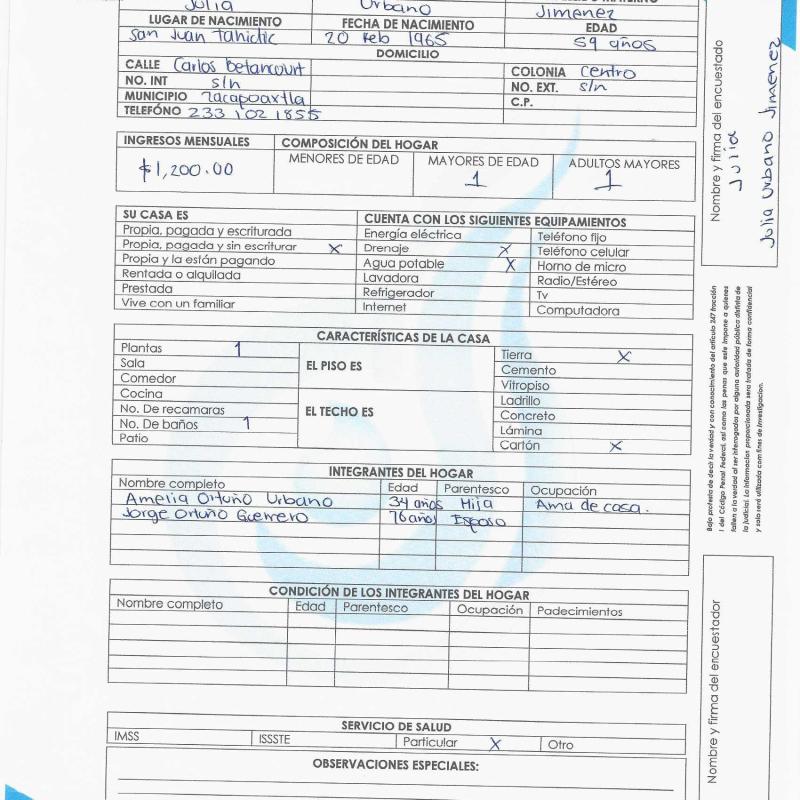 Julia Urbano Jimenez
LUGAR DE NACIMIENTO FECHA DE NACIMIENTO EDAD
San Juan Tahitic 20 Feb 1965 59 años
DOMICILIO
CALLE Carlos betancourt COLONIA Centro
NO. INT s/n NO. EXT. s/n
MUNICIPIO Zacapoaxtla C.P.
TELEFÓNO 233 102 1855
INGRESOS MENSUALES COMPOSICIÓN DEL HOGAR
MENORES DE EDAD MAYORES DE EDAD ADULTOS MAYORES
$1,200.00 1 1
SU CASA ES CUENTA CON LOS SIGUIENTES EQUIPAMIENTOS
Propia, pagada y escriturada Energía eléctrica Teléfono fijo
Propia, pagada y sin escriturar X Drenaje X Teléfono celular
Propia y la están pagando Agua potable X Horno de micro
Rentada o alquilada Lavadora Radio/Estéreo
Prestada Refrigerador Tv
Vive con un familiar Internet Computadora
CARACTERÍSTICAS DE LA CASA
Plantas 1 Tierra X
Sala EL PISO ES Cemento
Comedor Vitropiso
Cocina Ladrillo
No. De recamaras EL TECHO ES Concreto
No. De baños 1 Lámina
Patio Cartón X
INTEGRANTES DEL HOGAR
Nombre completo Edad Parentesco Ocupación
Amelia Ortuño Urbano 34 años Hija Ama de casa.
Jorge Ortuño Guerrero 76 años Esposo
CONDICIÓN DE LOS INTEGRANTES DEL HOGAR
Nombre completo Edad Parentesco Ocupación Padecimientos
SERVICIO DE SALUD
IMSS ISSSTE Particular X Otro
OBSERVACIONES ESPECIALES:
Nombre y firma del encuestado
Julia
Julia Urbano Jimenez
Bajo protesta de decir la verdad y con conocimiento del artículo 247 fracción
I del Código Penal Federal, así como las penas que este impone a quienes
falten a la verdad al ser interrogados por alguna autoridad pública distinta de
la judicial. La información proporcionada será tratada de forma confidencial
y solo será utilizada con fines de investigación.
Nombre y firma del encuestador